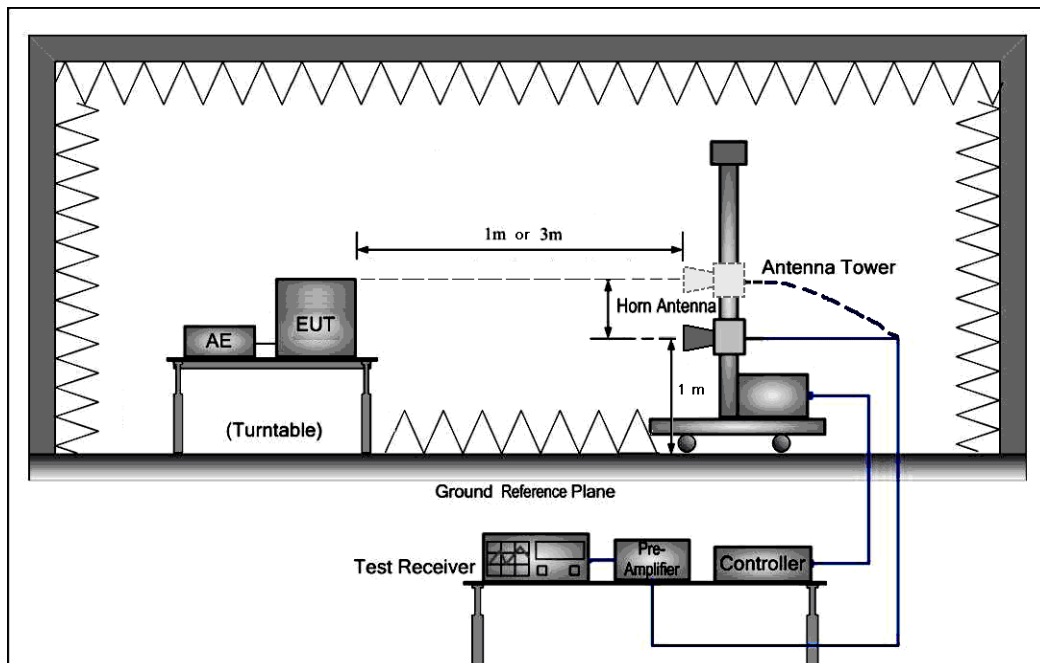 1m or 3m
Antenna Tower
Horn Antenna
EUT
AE
1 m
(Turntable)
Ground Reference Plane
Test Receiver
Pre-
Amplifier
Controller